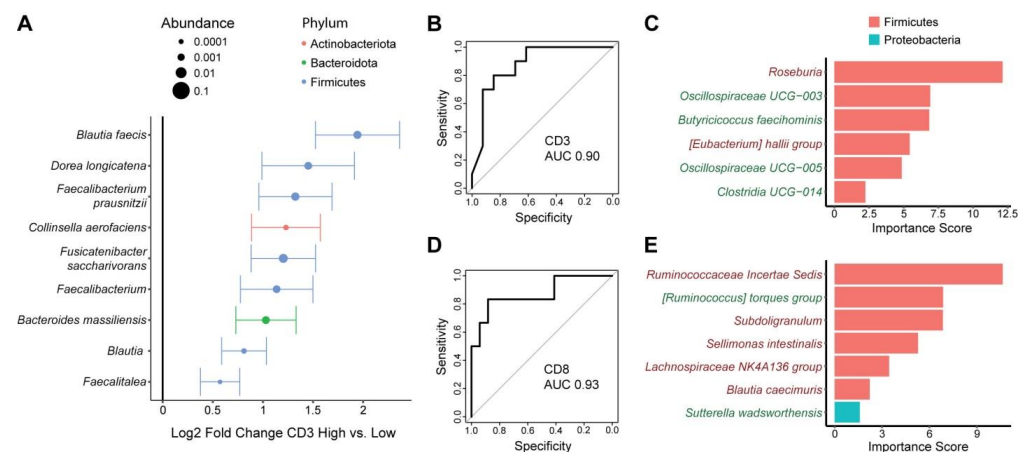 A
Abundance
0.0001
0.001
0.01
0.1
Phylum
Actinobacteriota
Bacteroidota
Firmicutes
Blautia faecis
Dorea longicatena
Faecalibacterium
prausnitzii
Collinsella aerofaciens
Fusicatenibacter
saccharivorans
Faecalibacterium
Bacteroides massiliensis
Blautia
Faecalitalea
0 0.5 1 1.5 2
Log2 Fold Change CD3 High vs. Low
B
Sensitivity
1.0
0.8
0.6
0.4
0.2
0.0
CD3
AUC 0.90
1.0 0.8 0.6 0.4 0.2 0.0
Specificity
C
Firmicutes
Proteobacteria
Roseburia
Oscillospiraceae UCG−003
Butyricicoccus faecihominis
[Eubacterium] hallii group
Oscillospiraceae UCG−005
Clostridia UCG−014
0 2.5 5 7.5 10 12.5
Importance Score
D
Sensitivity
1.0
0.8
0.6
0.4
0.2
0.0
CD8
AUC 0.93
1.0 0.8 0.6 0.4 0.2 0.0
Specificity
E
Ruminococcaceae Incertae Sedis
[Ruminococcus] torques group
Subdoligranulum
Sellimonas intestinalis
Lachnospiraceae NK4A136 group
Blautia caecimuris
Sutterella wadsworthensis
0 3 6 9
Importance Score